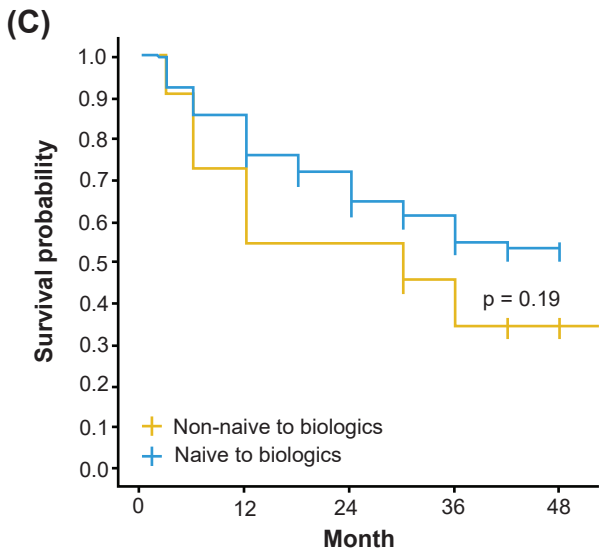 (C)
Survival probability
1.0
0.9
0.8
0.7
0.6
0.5
0.4
0.3
0.2
0.1
0.0
p = 0.19
Non-naive to biologics
Naive to biologics
0 12 24 36 48
Month